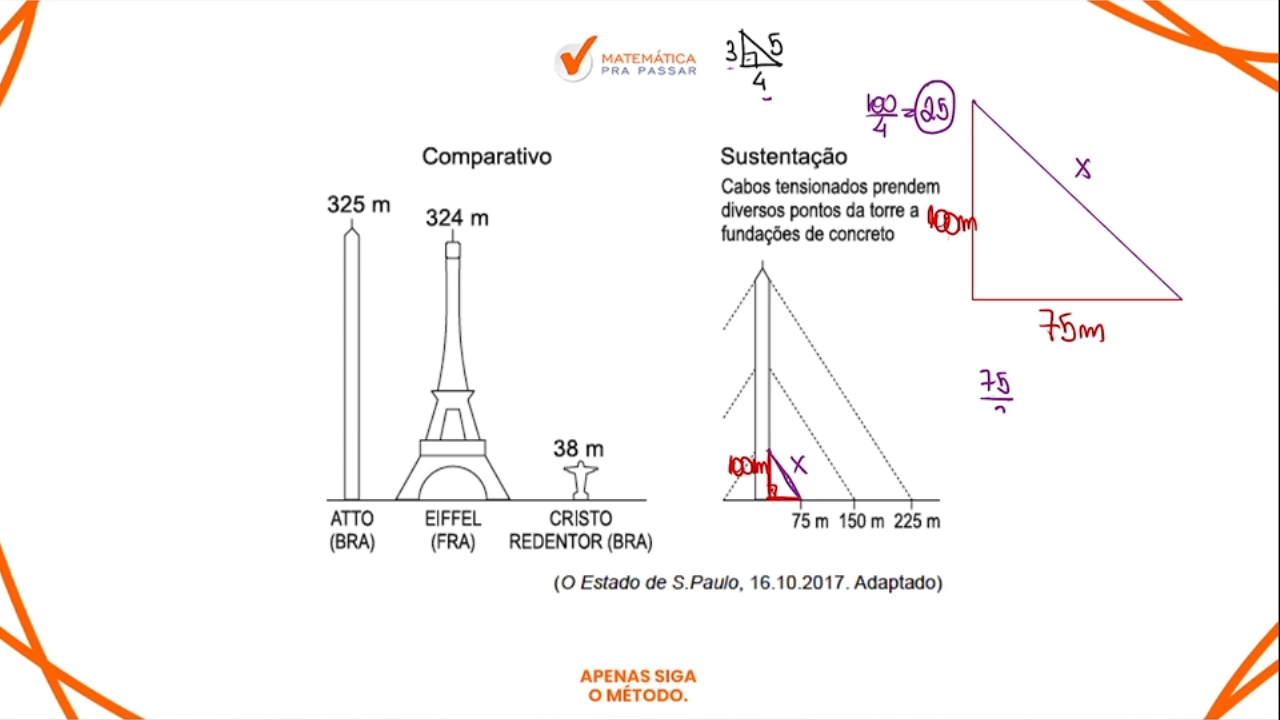 MATEMÁTICA
PRA PASSAR
3
5
4
100/4 = 25
Comparativo
325 m
324 m
38 m
ATTO
(BRA)
EIFFEL
(FRA)
CRISTO
REDENTOR (BRA)
Sustentação
Cabos tensionados prendem
diversos pontos da torre a
fundações de concreto
100m
x
75 m 150 m 225 m
100m
x
75m
75
(O Estado de S.Paulo, 16.10.2017. Adaptado)
APENAS SIGA
O MÉTODO.